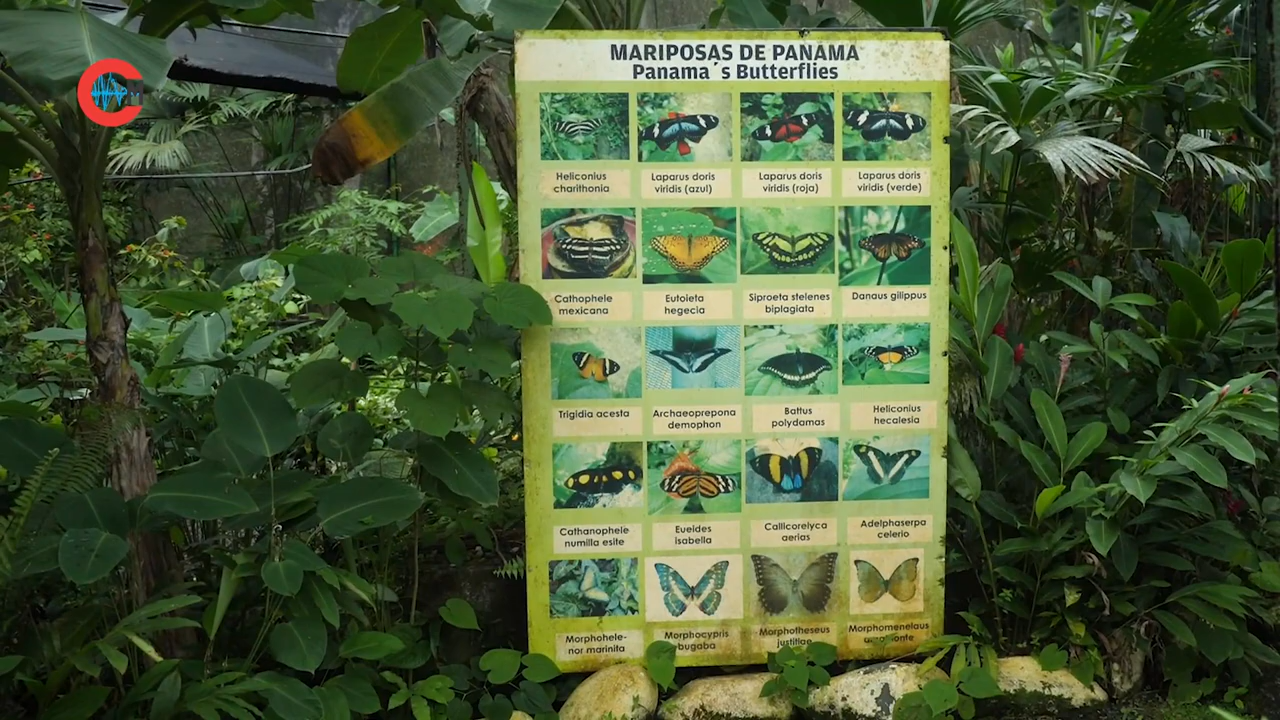 MARIPOSAS DE PANAMA
Panama´s Butterflies
Heliconius
charithonia
Laparus doris
viridis (azul)
Laparus doris
viridis (roja)
Laparus doris
viridis (verde)
Cathophele
mexicana
Eutoieta
hegecia
Siproeta stelenes
biplagiata
Danaus gilippus
Trigidia acesta
Archaeoprepona
demophon
Battus
polydamas
Heliconius
hecalesia
Cathanophele
numilla esite
Eueides
isabella
Callicorelyca
aerias
Adelphaserpa
celerio
Morphohele-
nor marinita
Morphocypris
bugaba
Morphotheseus
justitiae
Morphomenelaus